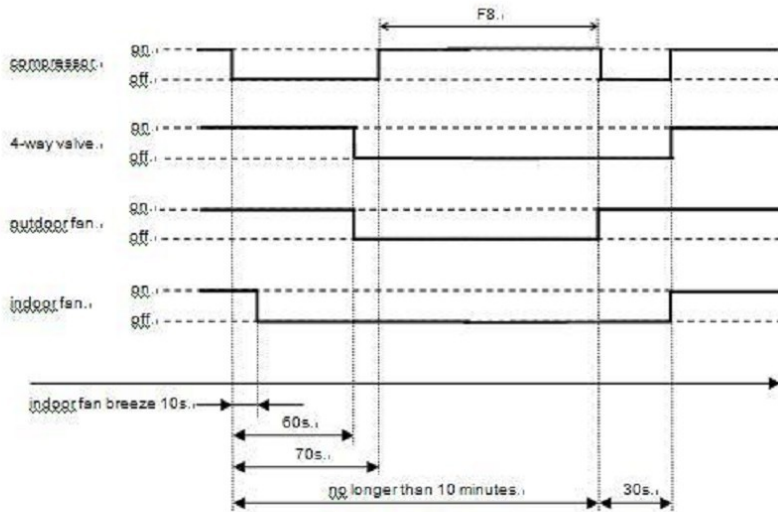 F8.
on.
compressor.
off.
on.
4-way valve.
off.
on.
outdoor fan.
off.
on.
indoor fan.
off.
indoor fan breeze 10s.
60s.
70s.
no longer than 10 minutes.
30s.